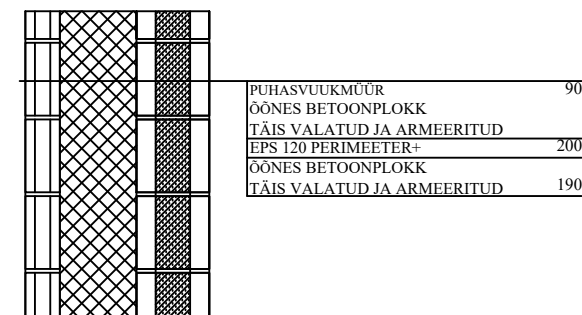 PUHASVUUKMÜÜR 90
ÕÕNES BETOONPLOKK
TÄIS VALATUD JA ARMEERITUD
EPS 120 PERIMEETER+ 200
ÕÕNES BETOONPLOKK
TÄIS VALATUD JA ARMEERITUD 190